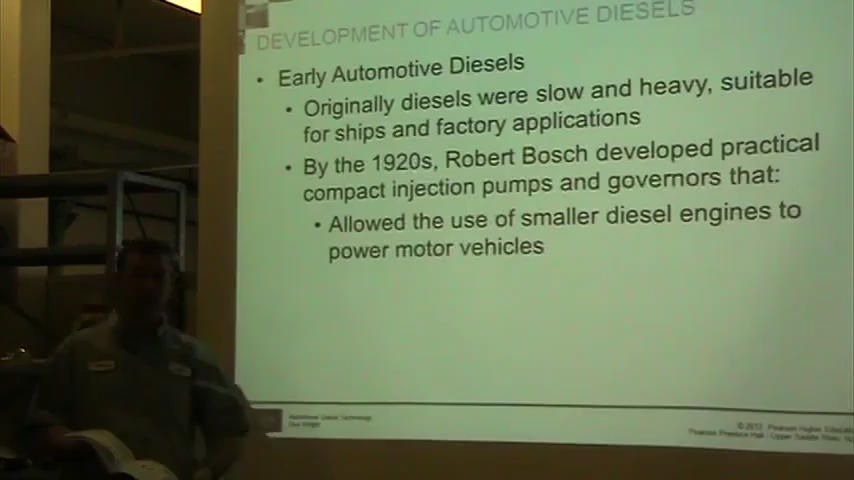 DEVELOPMENT OF AUTOMOTIVE DIESELS
• Early Automotive Diesels
• Originally diesels were slow and heavy, suitable
for ships and factory applications
• By the 1920s, Robert Bosch developed practical
compact injection pumps and governors that:
• Allowed the use of smaller diesel engines to
power motor vehicles